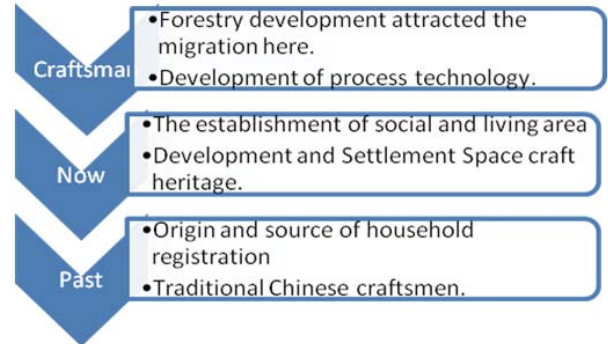 Craftsmar
•Forestry development attracted the
migration here.
•Development of process technology.
Now
•The establishment of social and living area
•Development and Settlement Space craft
heritage.
Past
•Origin and source of household
registration
•Traditional Chinese craftsmen.